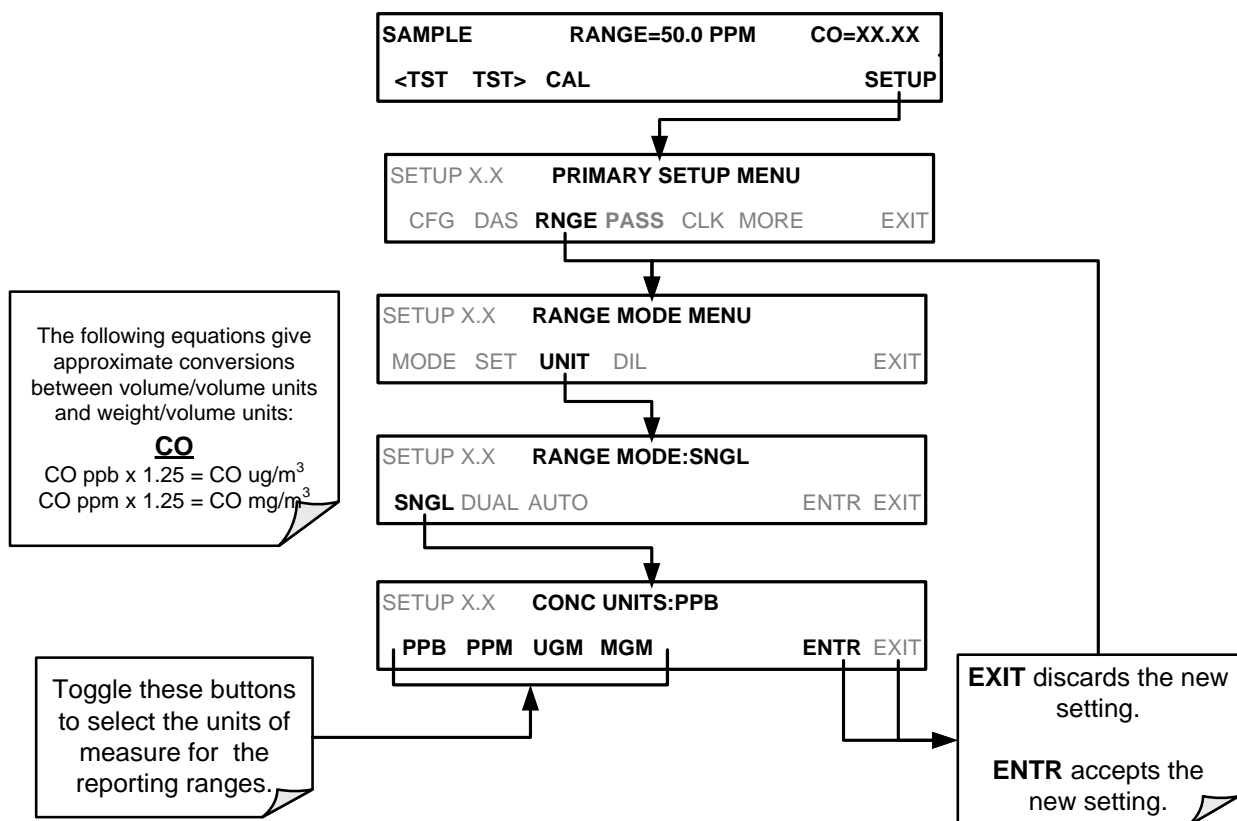 SAMPLE RANGE=50.0 PPM CO=XX.XX
<TST TST> CAL SETUP
SETUP X.X PRIMARY SETUP MENU
CFG DAS RNGE PASS CLK MORE EXIT
SETUP X.X RANGE MODE MENU
MODE SET UNIT DIL EXIT
The following equations give
approximate conversions
between volume/volume units
and weight/volume units:
CO
CO ppb x 1.25 = CO ug/m³
CO ppm x 1.25 = CO mg/m³
SETUP X.X RANGE MODE:SNGL
SNGL DUAL AUTO ENTR EXIT
SETUP X.X CONC UNITS:PPB
PPB PPM UGM MGM ENTR EXIT
Toggle these buttons
to select the units of
measure for the
reporting ranges.
EXIT discards the new
setting.
ENTR accepts the
new setting.